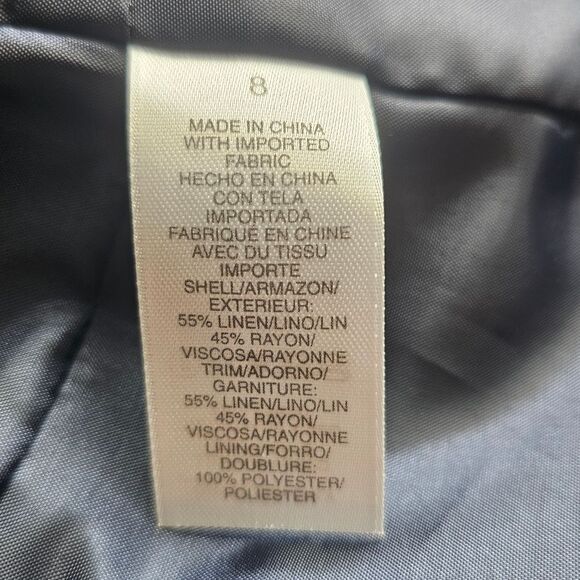 8
MADE IN CHINA
WITH IMPORTED
FABRIC
HECHO EN CHINA
CON TELA
IMPORTADA
FABRIQUE EN CHINE
AVEC DU TISSU
IMPORTE
SHELL/ARMAZON/
EXTERIEUR:
55% LINEN/LINO/LIN
45% RAYON/
VISCOSA/RAYONNE
TRIM/ADORNO/
GARNITURE:
55% LINEN/LINO/LIN
45% RAYON/
VISCOSA/RAYONNE
LINING/FORRO/
DOUBLURE:
100% POLYESTER/
POLIESTER